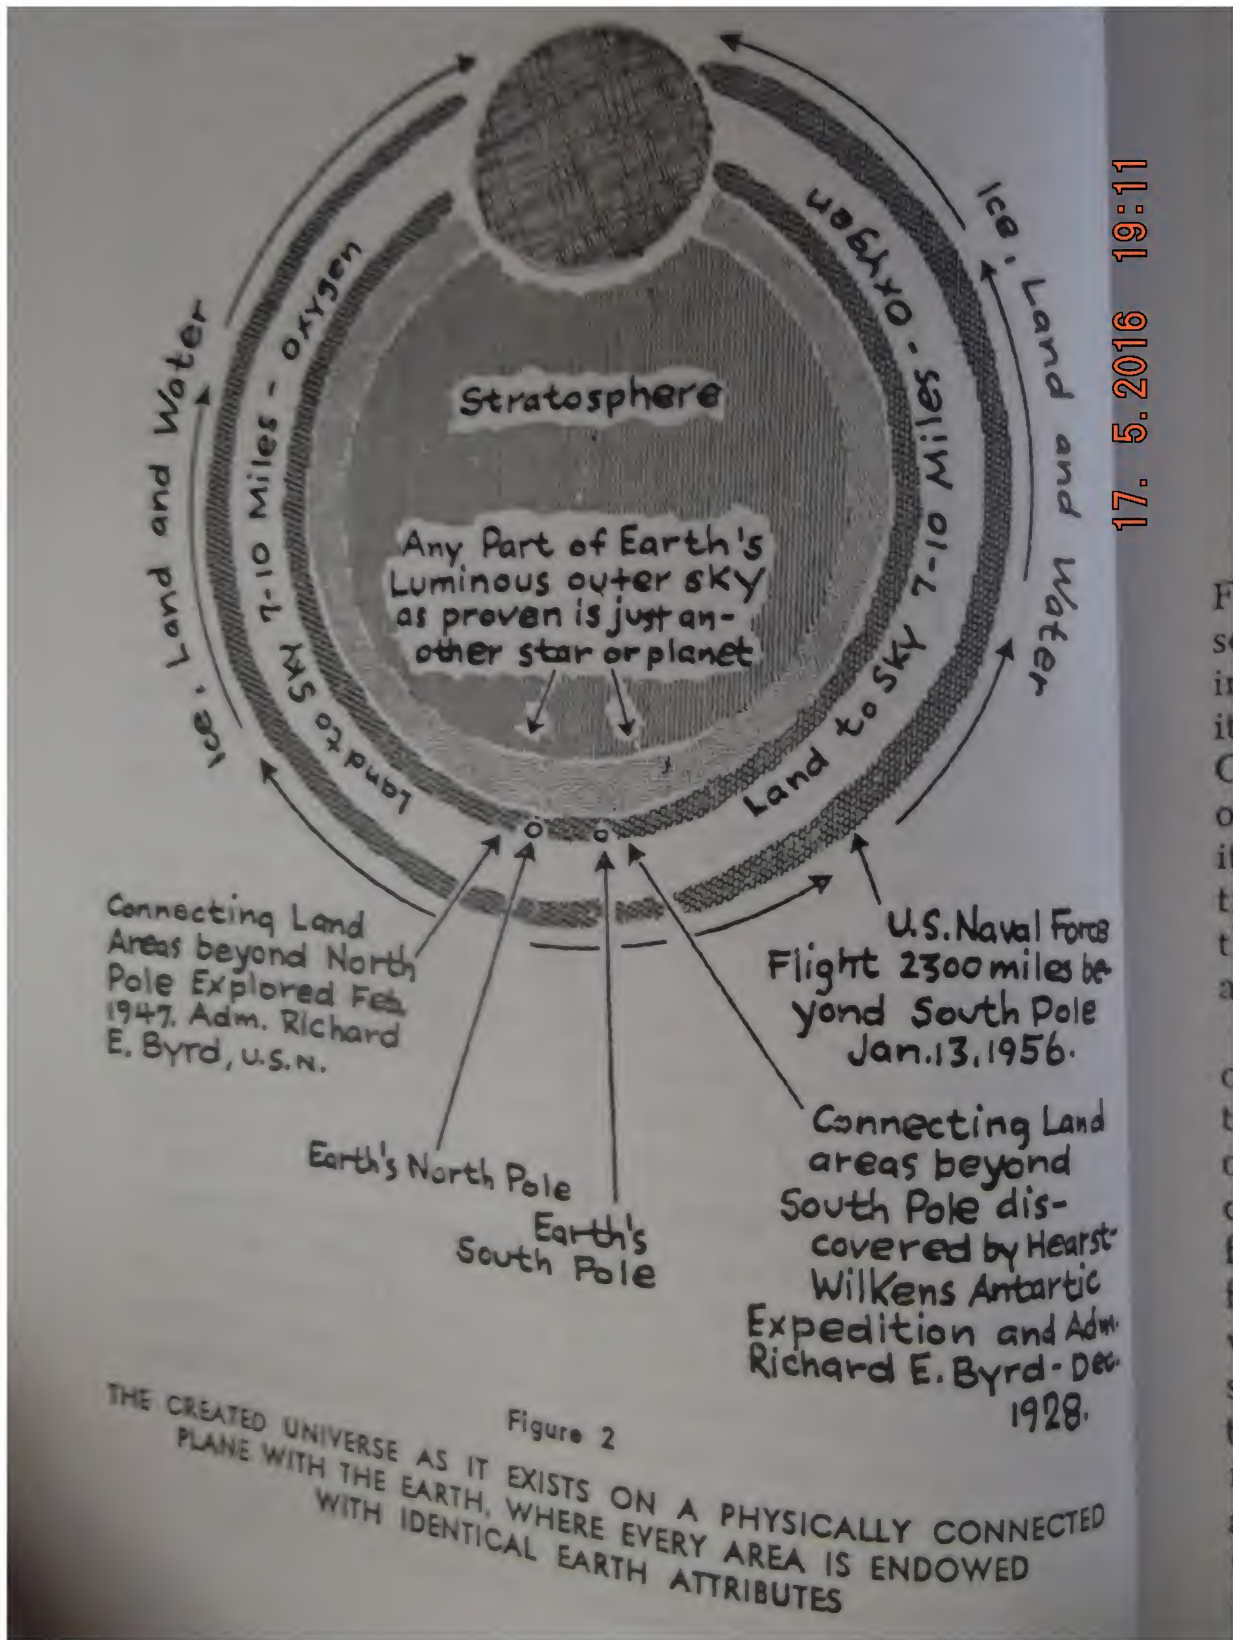 Ice, Land and Water
Land to Sky 7-10 Miles - Oxygen
Land to Sky 7-10 Miles - Oxygen
Ice, Land and Water
17. 5.2016 19:11
Stratosphere
Any Part of Earth's
Luminous outer sky
as proven is just an-
other star or planet
Connecting Land
Areas beyond North
Pole Explored Feb.
1947. Adm. Richard
E. Byrd, U.S.N.
U.S. Naval Force
Flight 2300 miles be-
yond South Pole
Jan. 13, 1956.
Earth's North Pole
Earth's
South Pole
Connecting Land
areas beyond
South Pole dis-
covered by Hearst-
Wilkens Antartic
Expedition and Adm.
Richard E. Byrd - Dec.
1928.
Figure 2
THE CREATED UNIVERSE AS IT EXISTS ON A PHYSICALLY CONNECTED
PLANE WITH THE EARTH, WHERE EVERY AREA IS ENDOWED
WITH IDENTICAL EARTH ATTRIBUTES